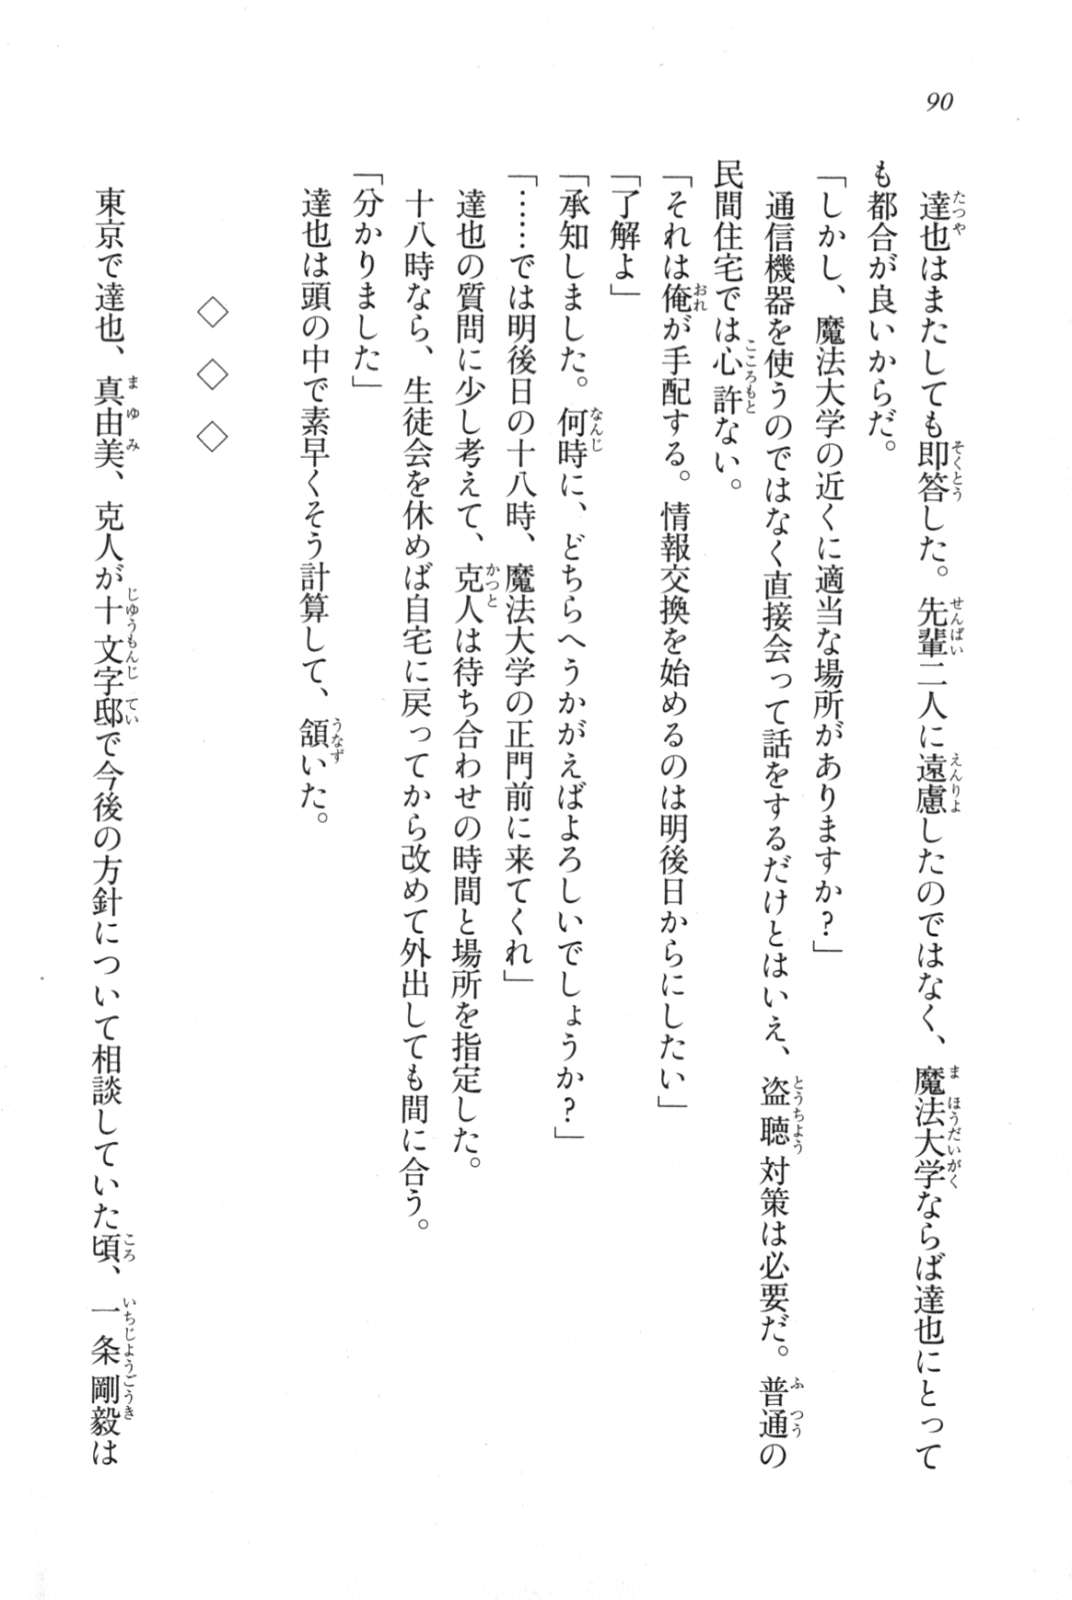 90
達也はまたしても即答した。先輩二人に遠慮したのではなく、魔法大学ならば達也にとって
も都合が良いからだ。
「しかし、魔法大学の近くに適当な場所がありますか？」
通信機器を使うのではなく直接会って話をするだけとはいえ、盗聴対策は必要だ。普通の
民間住宅では心許ない。
「それは俺が手配する。情報交換を始めるのは明後日からにしたい」
「了解よ」
「承知しました。何時に、どちらへうかがえばよろしいでしょうか？」
「……では明後日の十八時、魔法大学の正門前に来てくれ」
達也の質問に少し考えて、克人は待ち合わせの時間と場所を指定した。
十八時なら、生徒会を休めば自宅に戻ってから改めて外出しても間に合う。
「分かりました」
達也は頭の中で素早くそう計算して、頷いた。
◇ ◇ ◇
東京で達也、真由美、克人が十文字邸で今後の方針について相談していた頃、一条剛毅は